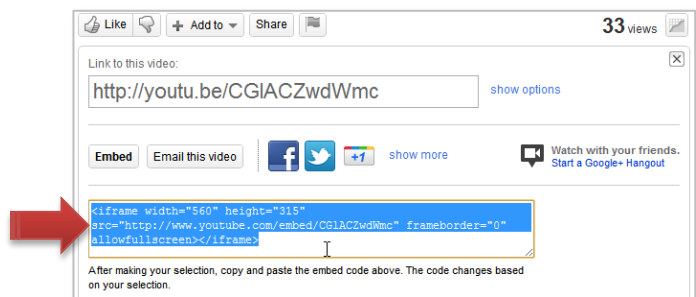 Like Add to Share 33 views
Link to this video:
http://youtu.be/CGlACZwdWmc show options
Embed Email this video f +1 show more Watch with your friends.
Start a Google+ Hangout
<iframe width="560" height="315"
src="http://www.youtube.com/embed/CGlACZwdWmc" frameborder="0"
allowfullscreen></iframe>
After making your selection, copy and paste the embed code above. The code changes based
on your selection.